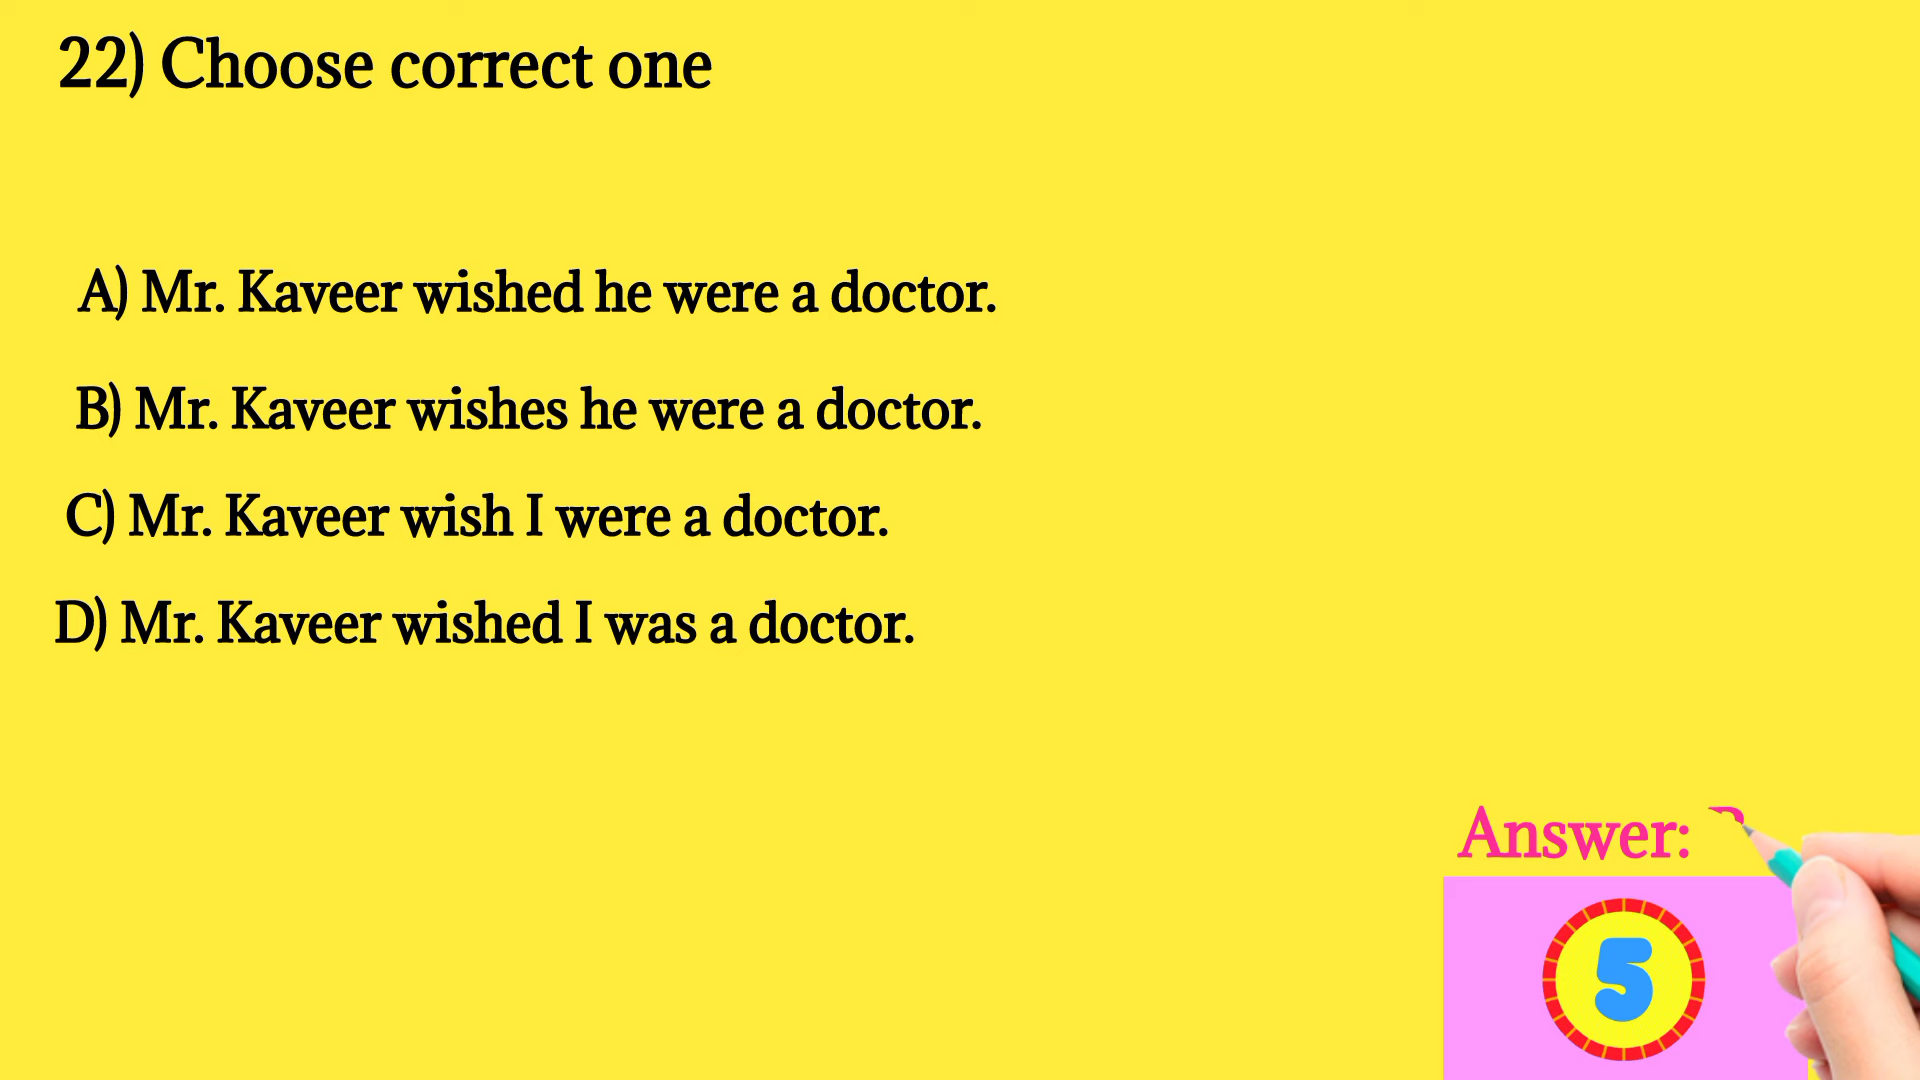 22) Choose correct one
A) Mr. Kaveer wished he were a doctor.
B) Mr. Kaveer wishes he were a doctor.
C) Mr. Kaveer wish I were a doctor.
D) Mr. Kaveer wished I was a doctor.
Answer:
5